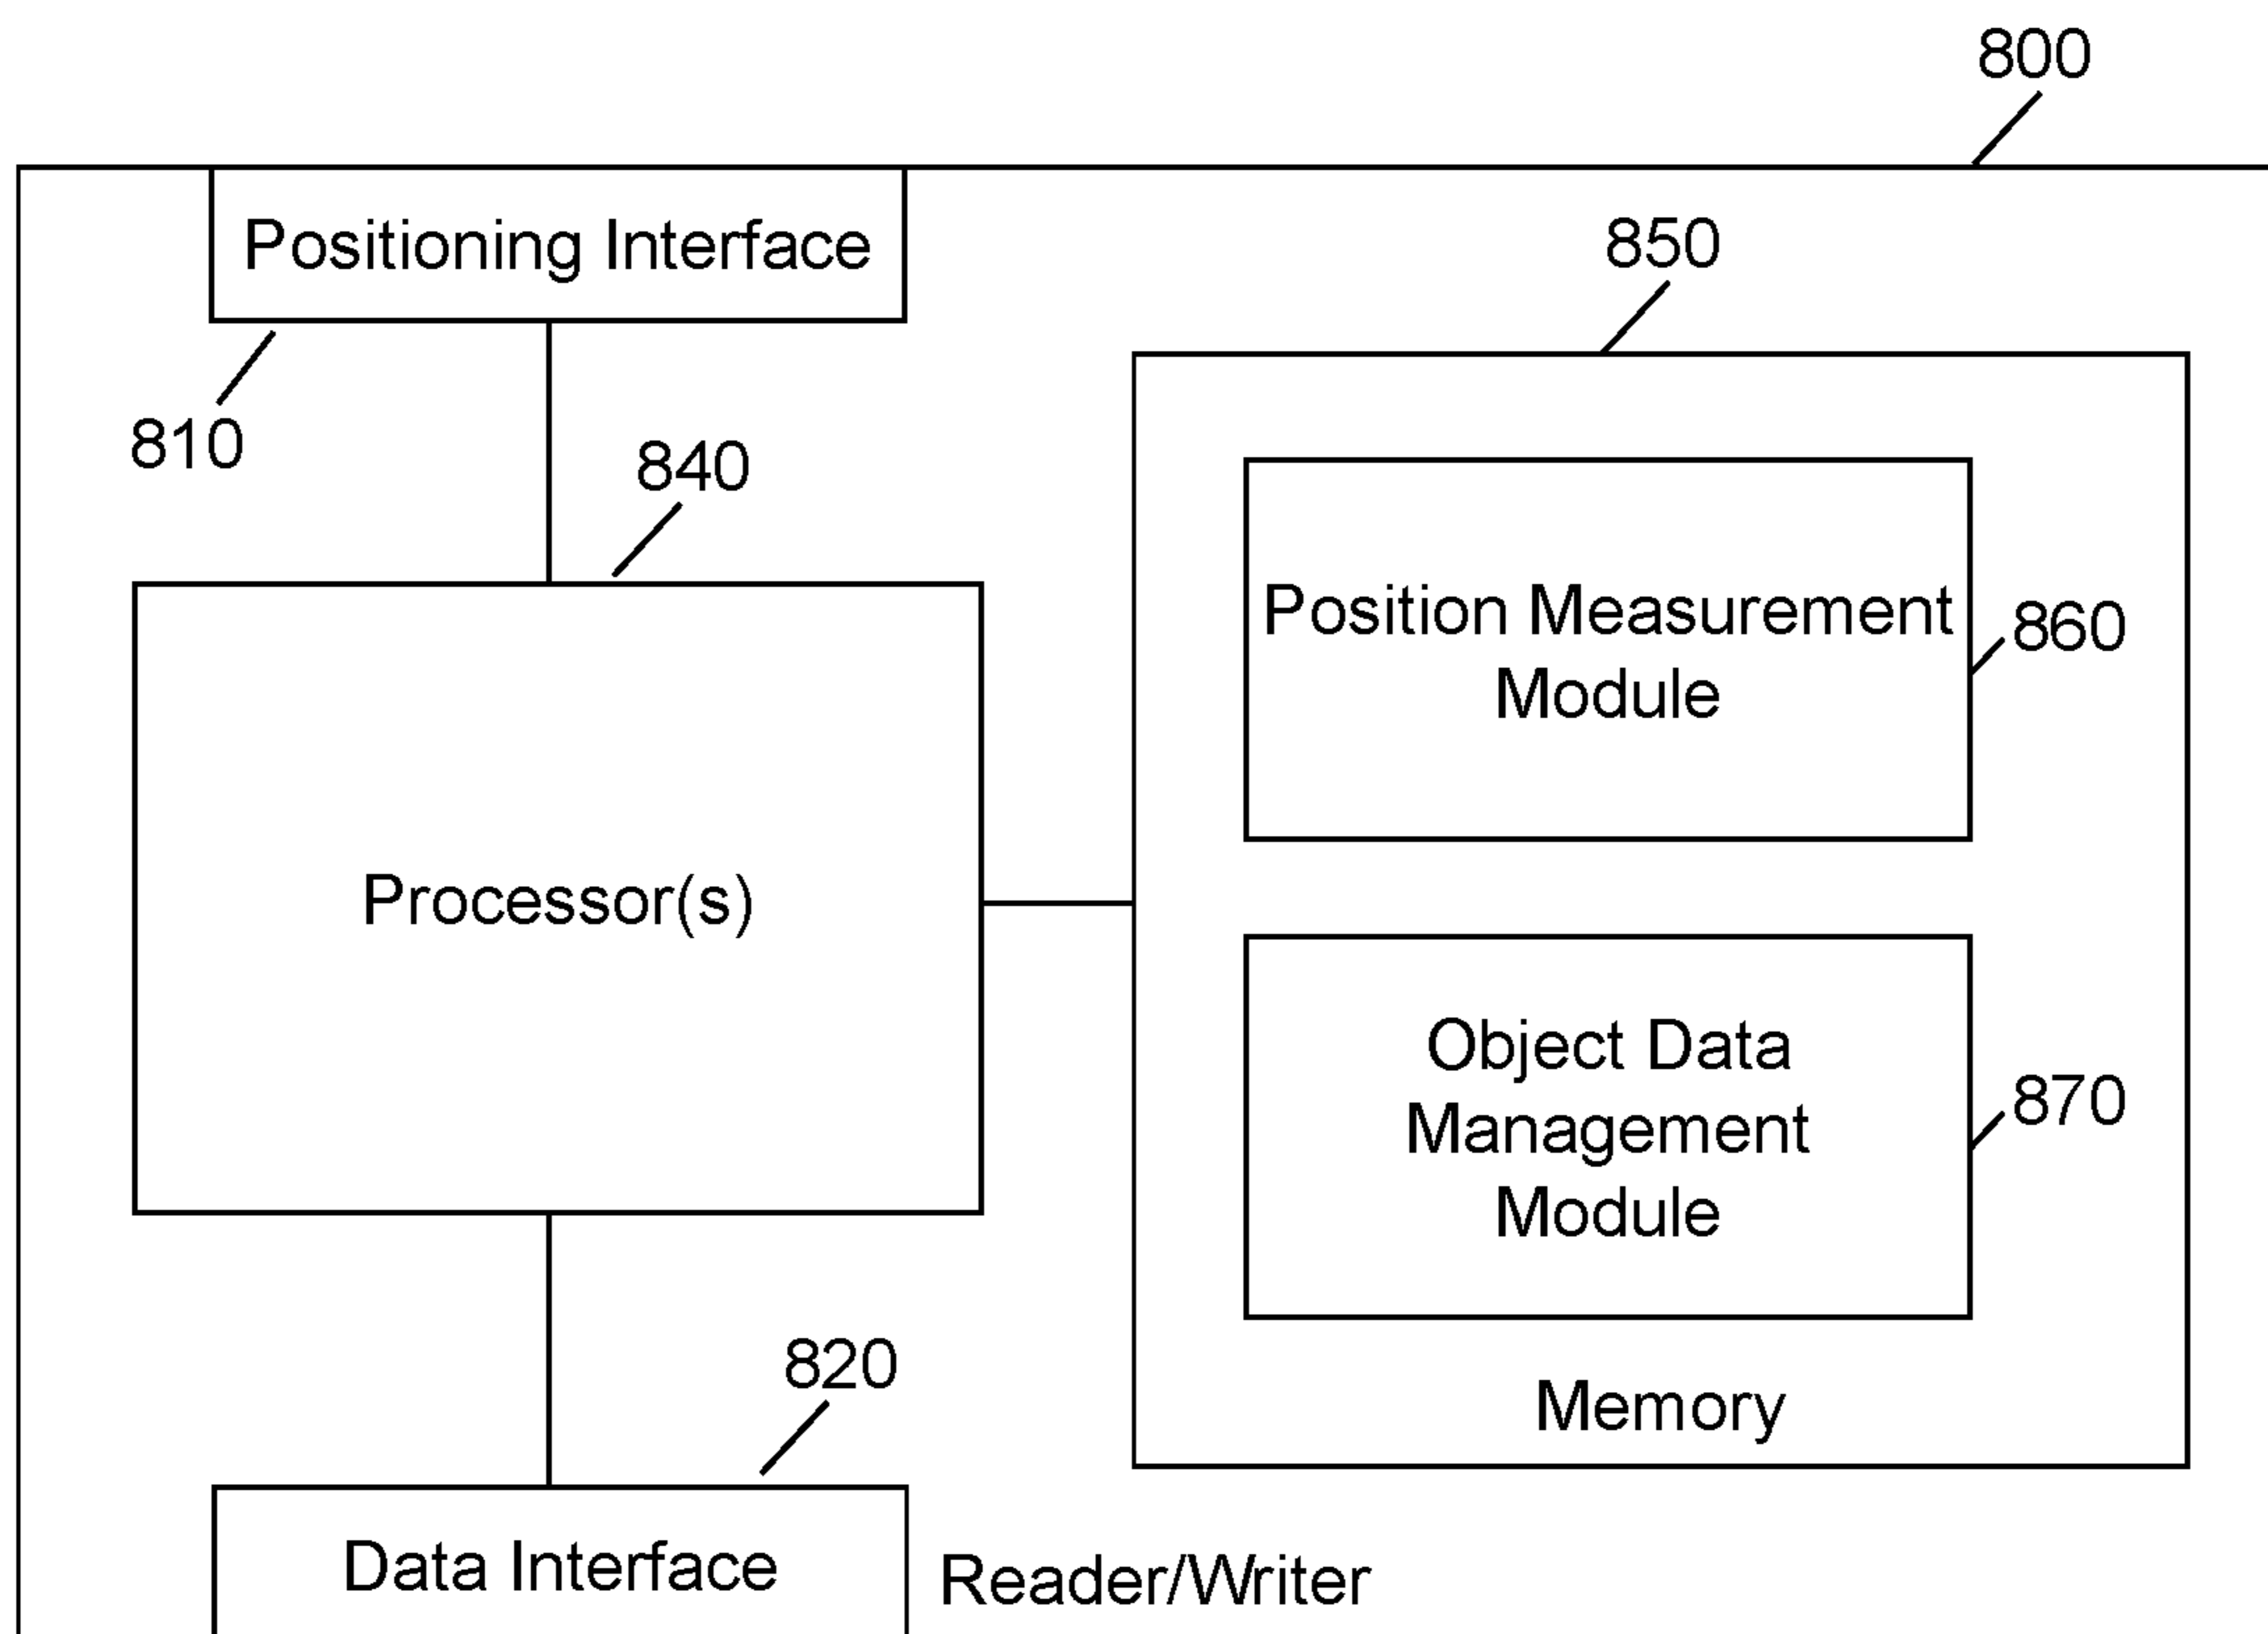 800
Positioning Interface
850
810
840
Position Measurement
Module
860
Processor(s)
Object Data
Management
Module
870
820
Memory
Data Interface
Reader/Writer